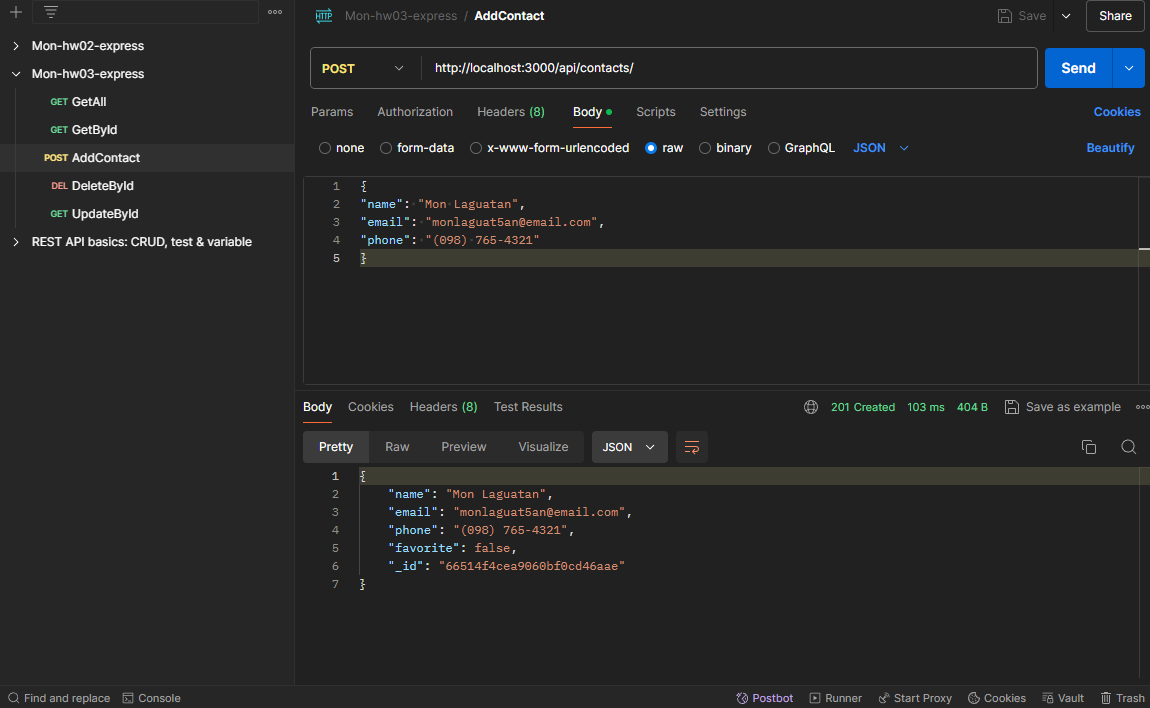 Mon-hw03-express / AddContact
Save
Share
Mon-hw02-express
Mon-hw03-express
GET GetAll
GET GetById
POST AddContact
DEL DeleteById
GET UpdateById
REST API basics: CRUD, test & variable
HTTP
POST http://localhost:3000/api/contacts/
Send
Params Authorization Headers (8) Body Scripts Settings Cookies
none form-data x-www-form-urlencoded raw binary GraphQL JSON Beautify
1 {
2 "name": "Mon Laguatan",
3 "email": "monlaguat5an@email.com",
4 "phone": "(098) 765-4321"
5 }
Body Cookies Headers (8) Test Results 201 Created 103 ms 404 B Save as example
Pretty Raw Preview Visualize JSON
1 {
2 "name": "Mon Laguatan",
3 "email": "monlaguat5an@email.com",
4 "phone": "(098) 765-4321",
5 "favorite": false,
6 "_id": "66514f4cea9060bf0cd46aae"
7 }
Find and replace Console Postbot Runner Start Proxy Cookies Vault Trash